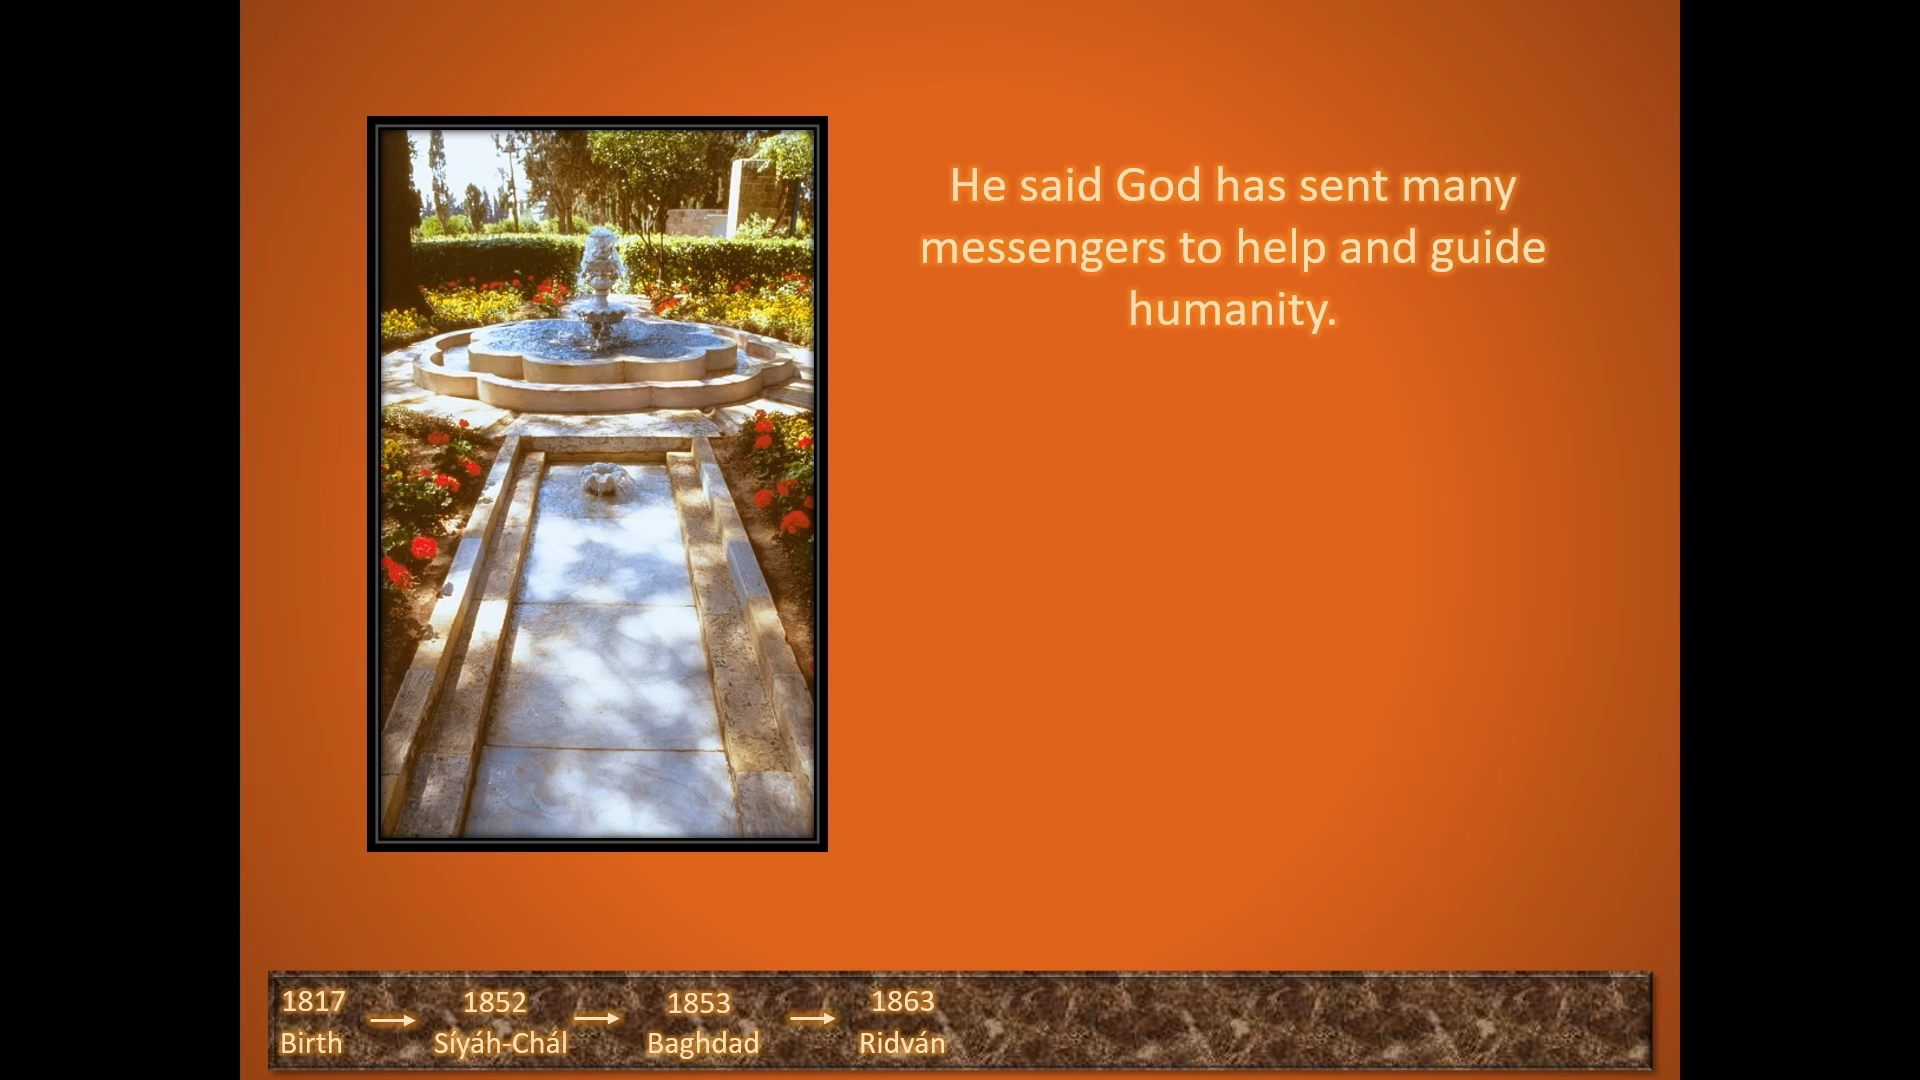 He said God has sent many
messengers to help and guide
humanity.
1817 → 1852 → 1853 → 1863
Birth Síyáh-Chál Baghdad Ridván